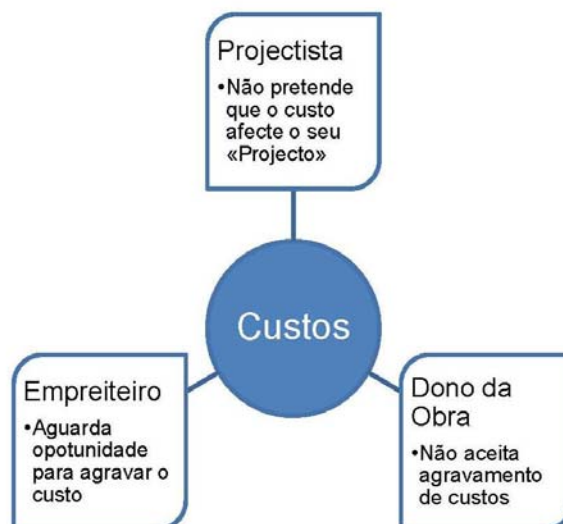 Projectista
•Não pretende
que o custo
afecte o seu
«Projecto»
Custos
Empreiteiro
•Aguarda
opotunidade
para agravar o
custo
Dono da
Obra
•Não aceita
agravamento
de custos